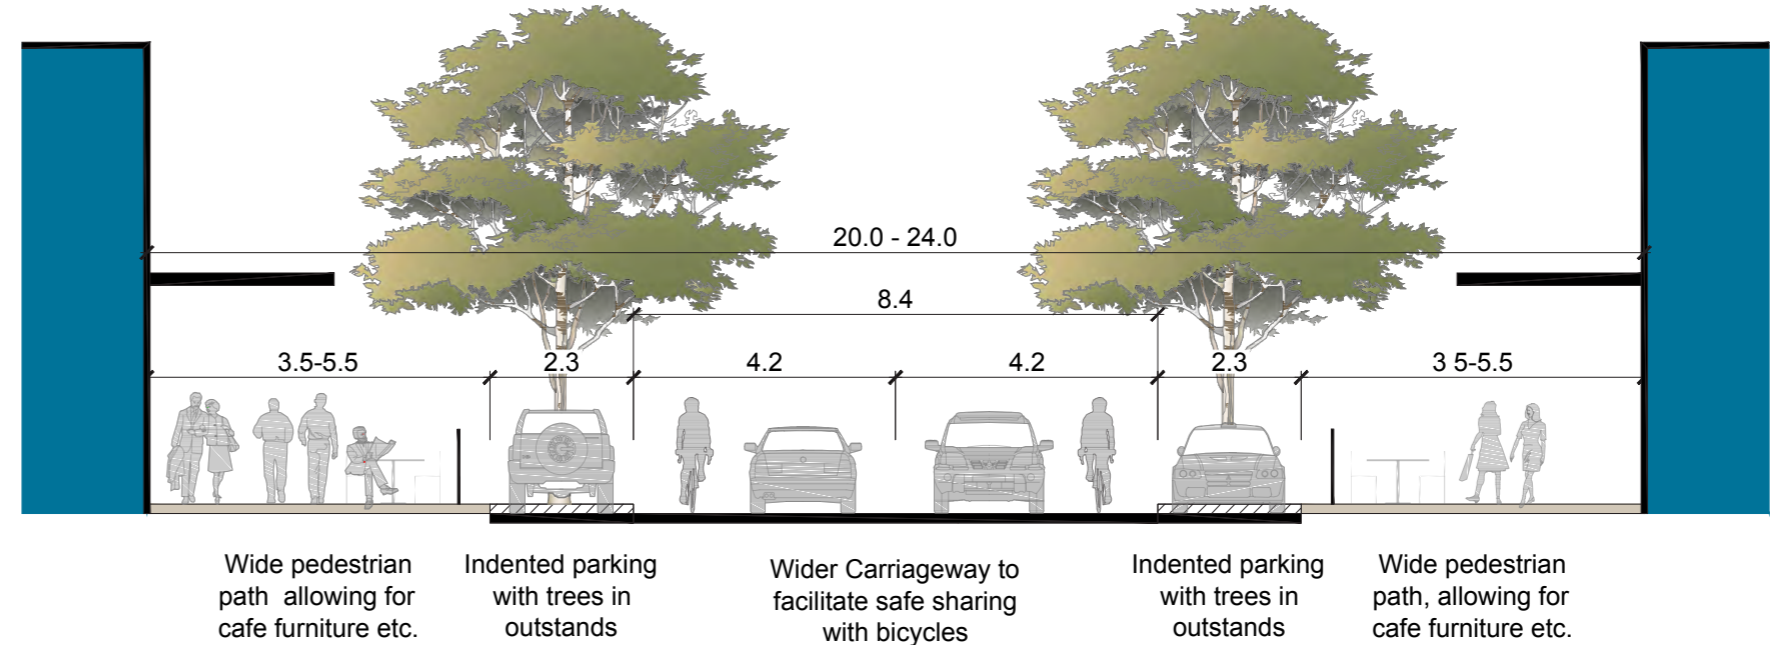 20.0 - 24.0
8.4
3.5-5.5
2.3
4.2
4.2
2.3
3 5-5.5
Wide pedestrian
path allowing for
cafe furniture etc.
Indented parking
with trees in
outstands
Wider Carriageway to
facilitate safe sharing
with bicycles
Indented parking
with trees in
outstands
Wide pedestrian
path, allowing for
cafe furniture etc.